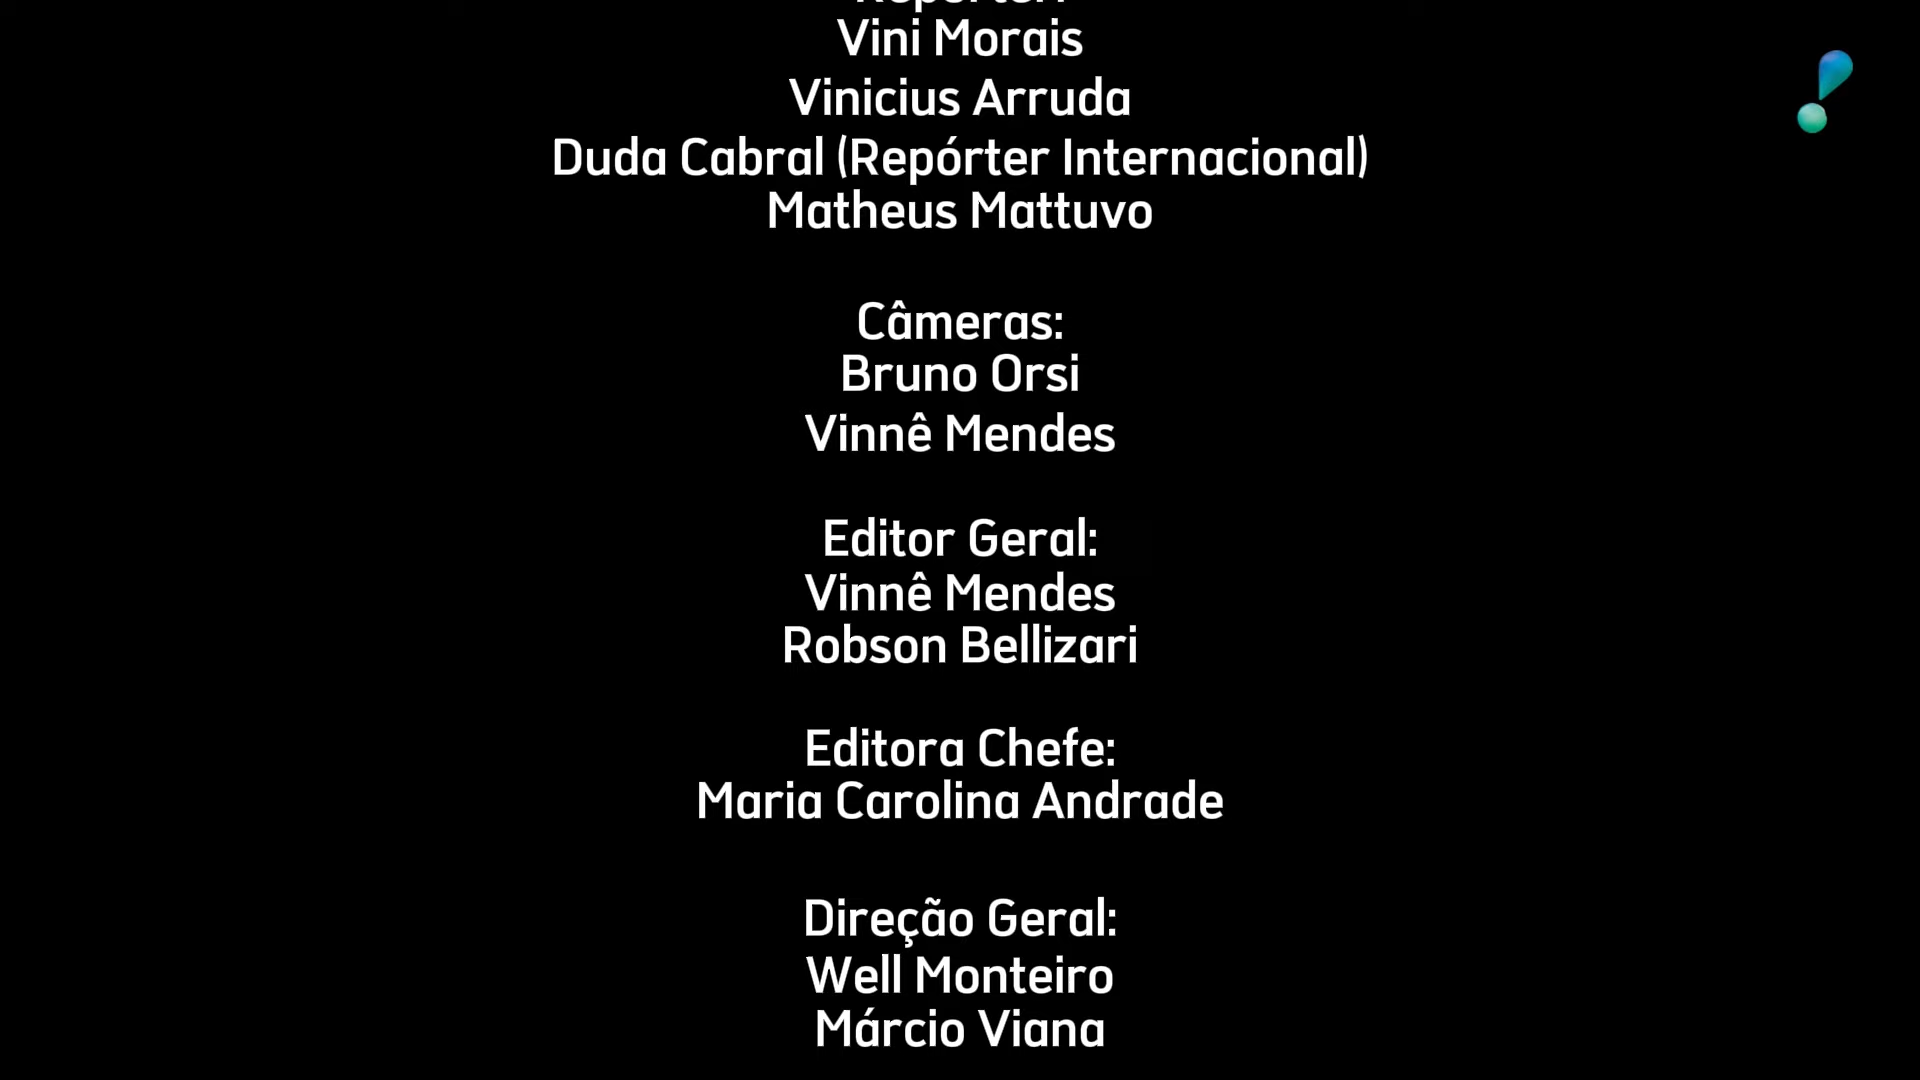 Repórter:
Vini Morais
Vinicius Arruda
Duda Cabral (Repórter Internacional)
Matheus Mattuvo
Câmeras:
Bruno Orsi
Vinnê Mendes
Editor Geral:
Vinnê Mendes
Robson Bellizari
Editora Chefe:
Maria Carolina Andrade
Direção Geral:
Well Monteiro
Márcio Viana